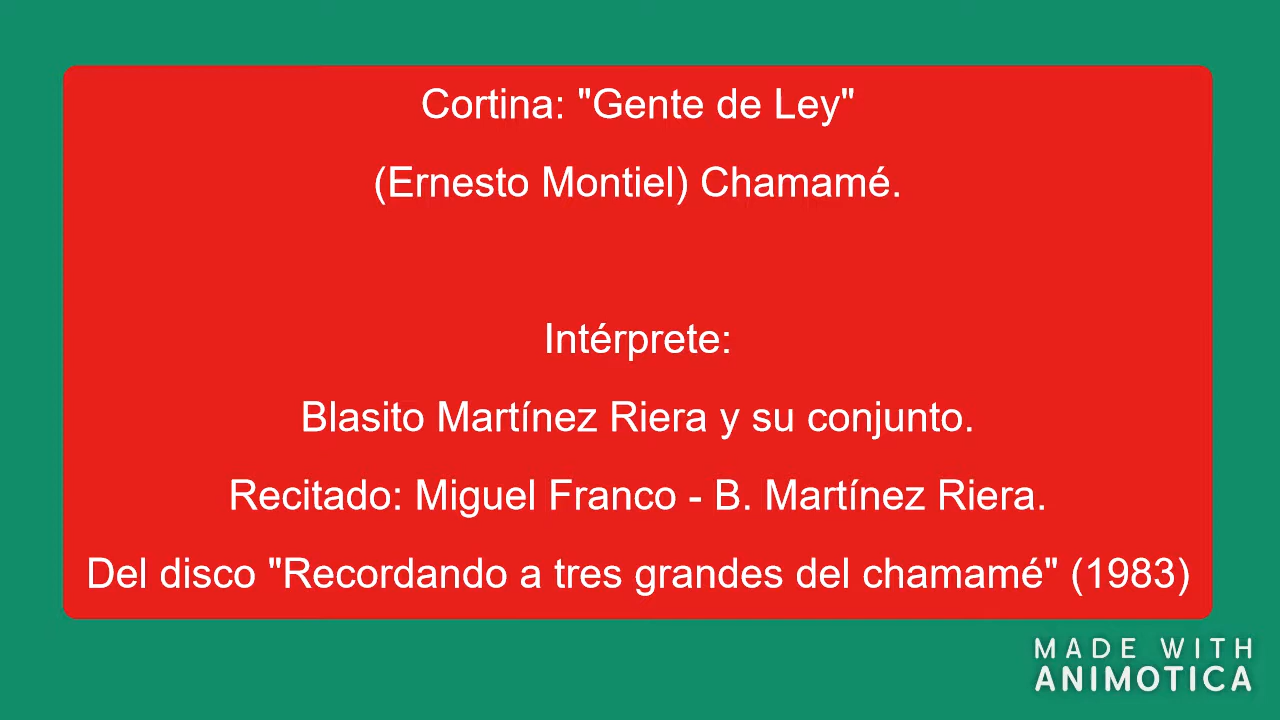 Cortina: "Gente de Ley"
(Ernesto Montiel) Chamamé.
Intérprete:
Blasito Martínez Riera y su conjunto.
Recitado: Miguel Franco - B. Martínez Riera.
Del disco "Recordando a tres grandes del chamamé" (1983)
MADE WITH
ANIMOTICA